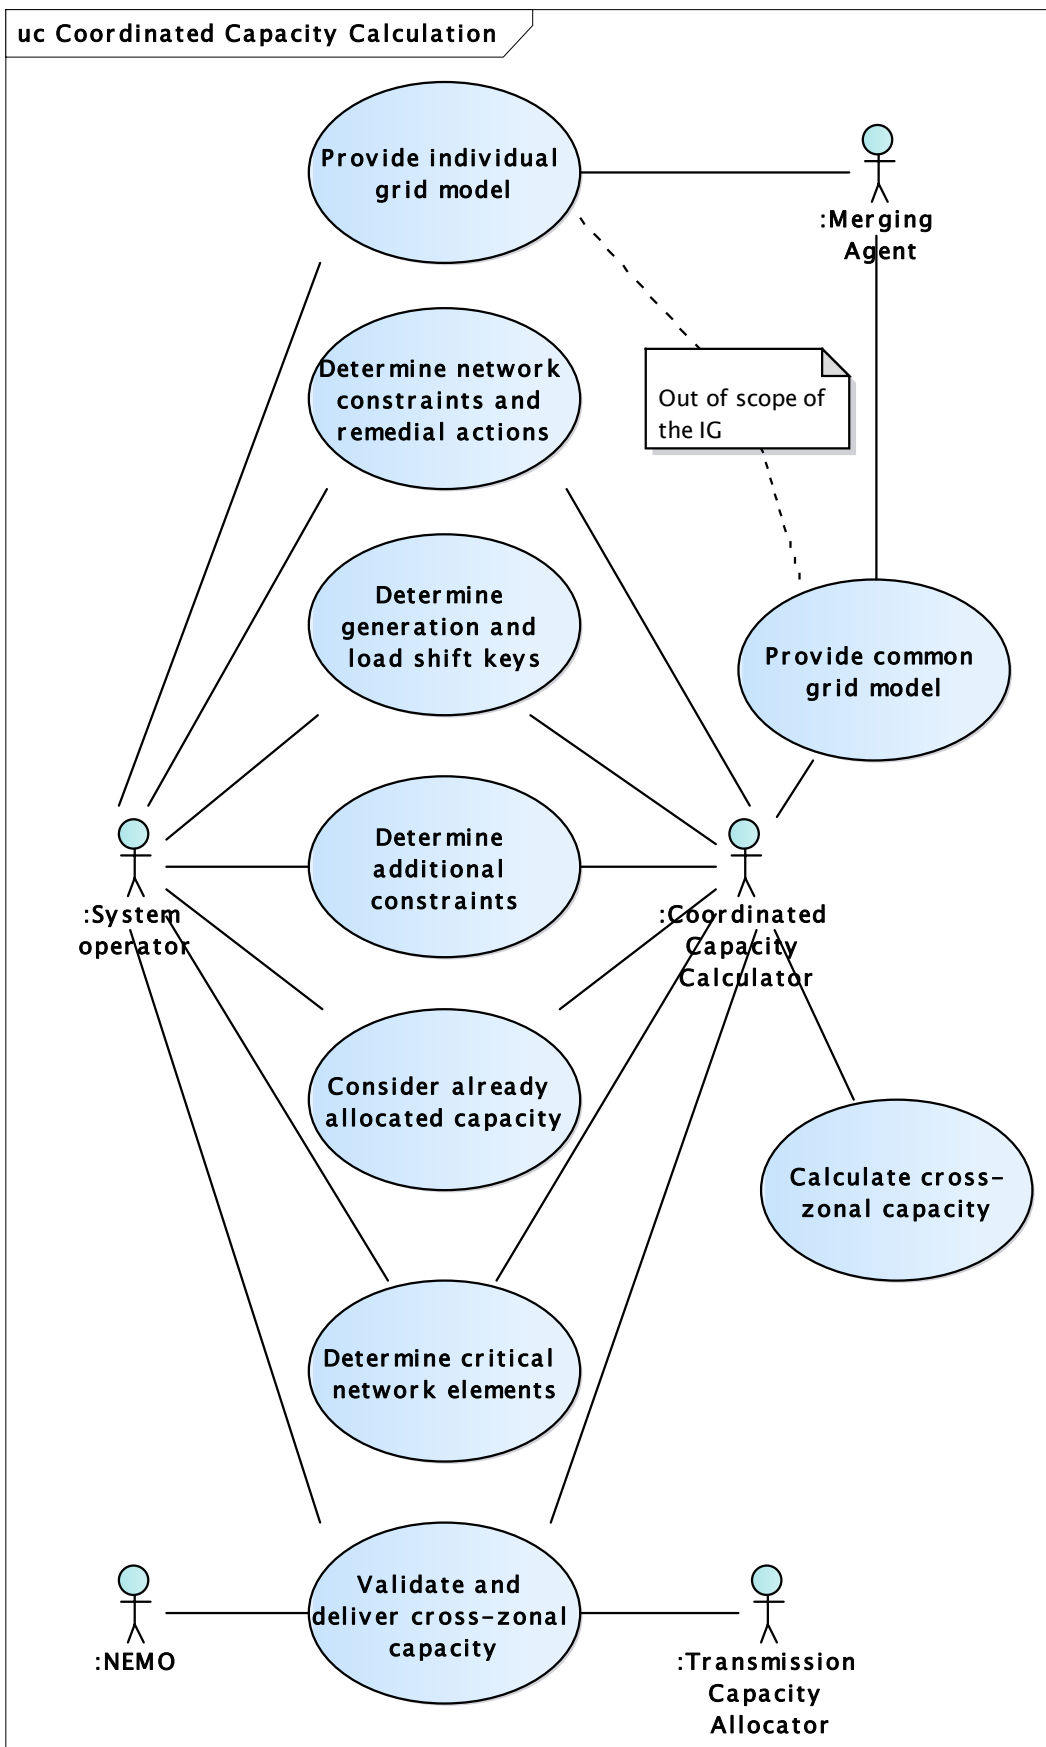 uc Coordinated Capacity Calculation
Provide individual
grid model
:Merging
Agent
Determine network
constraints and
remedial actions
Out of scope of
the IG
Determine
generation and
load shift keys
Provide common
grid model
Determine
additional
constraints
:System
operator
:Coordinated
Capacity
Calculator
Consider already
allocated capacity
Calculate cross-
zonal capacity
Determine critical
network elements
Validate and
deliver cross-zonal
capacity
:NEMO
:Transmission
Capacity
Allocator